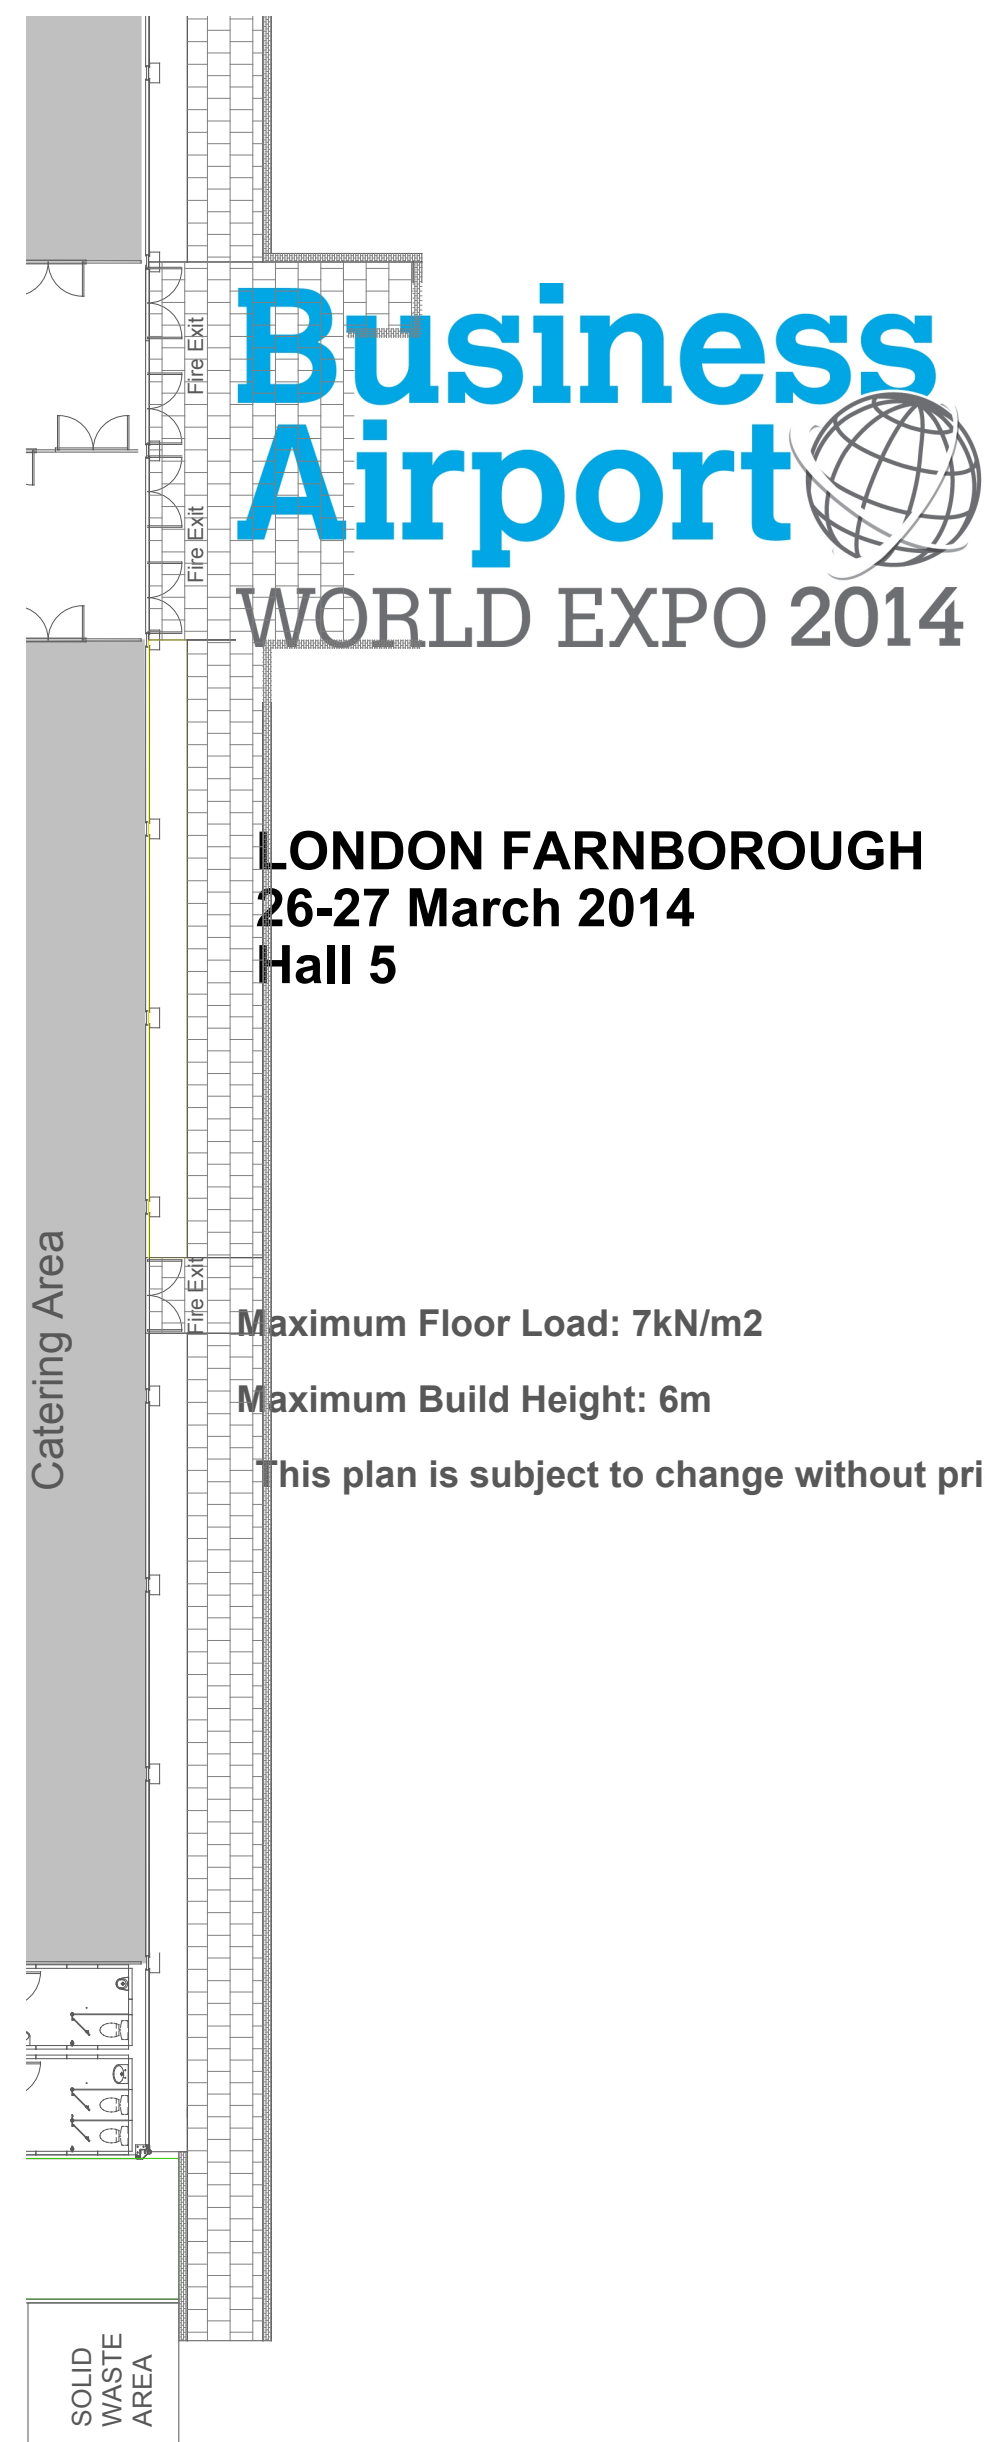 Business
Airport
WORLD EXPO 2014
Fire Exit
Fire Exit
LONDON FARNBOROUGH
26-27 March 2014
Hall 5
Catering Area
Fire Exit
Maximum Floor Load: 7kN/m2
Maximum Build Height: 6m
This plan is subject to change without pri
SOLID
WASTE
AREA